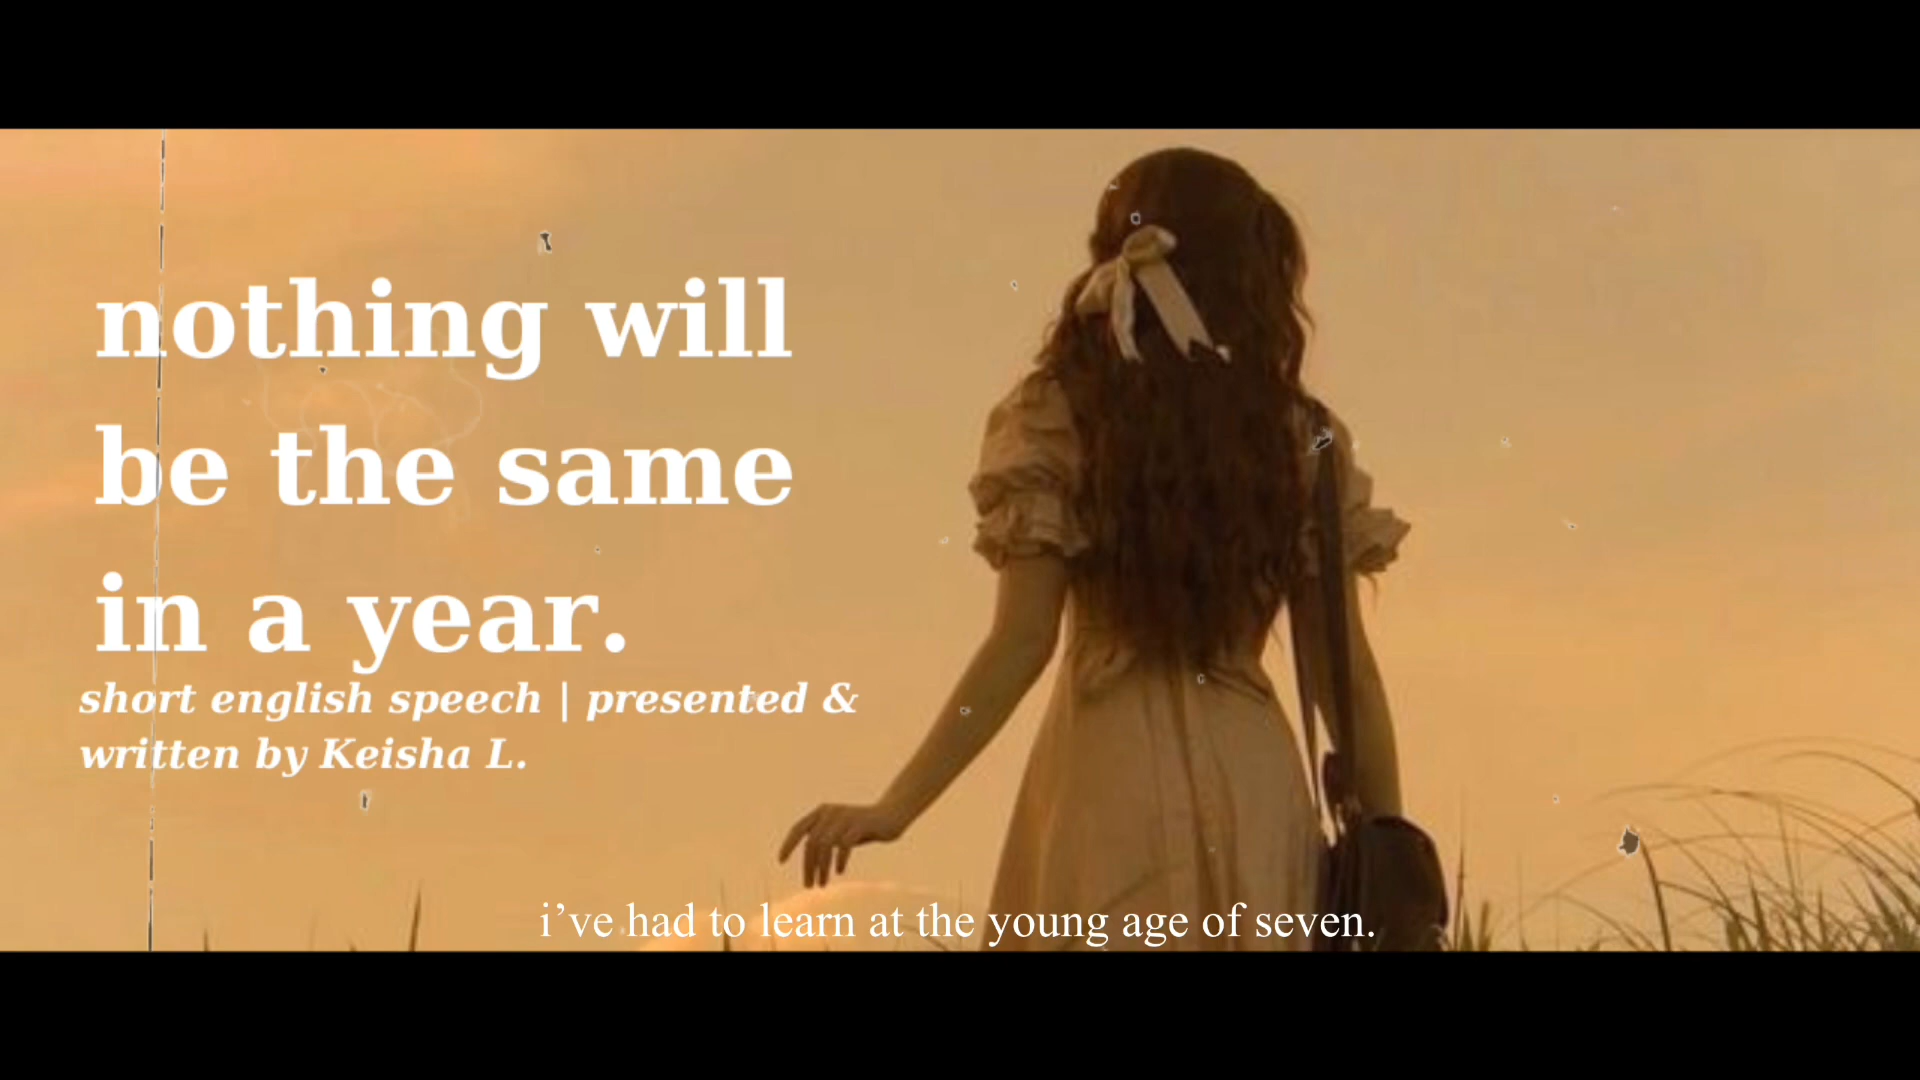 nothing will
be the same
in a year.
short english speech | presented &
written by Keisha L.
i’ve had to learn at the young age of seven.